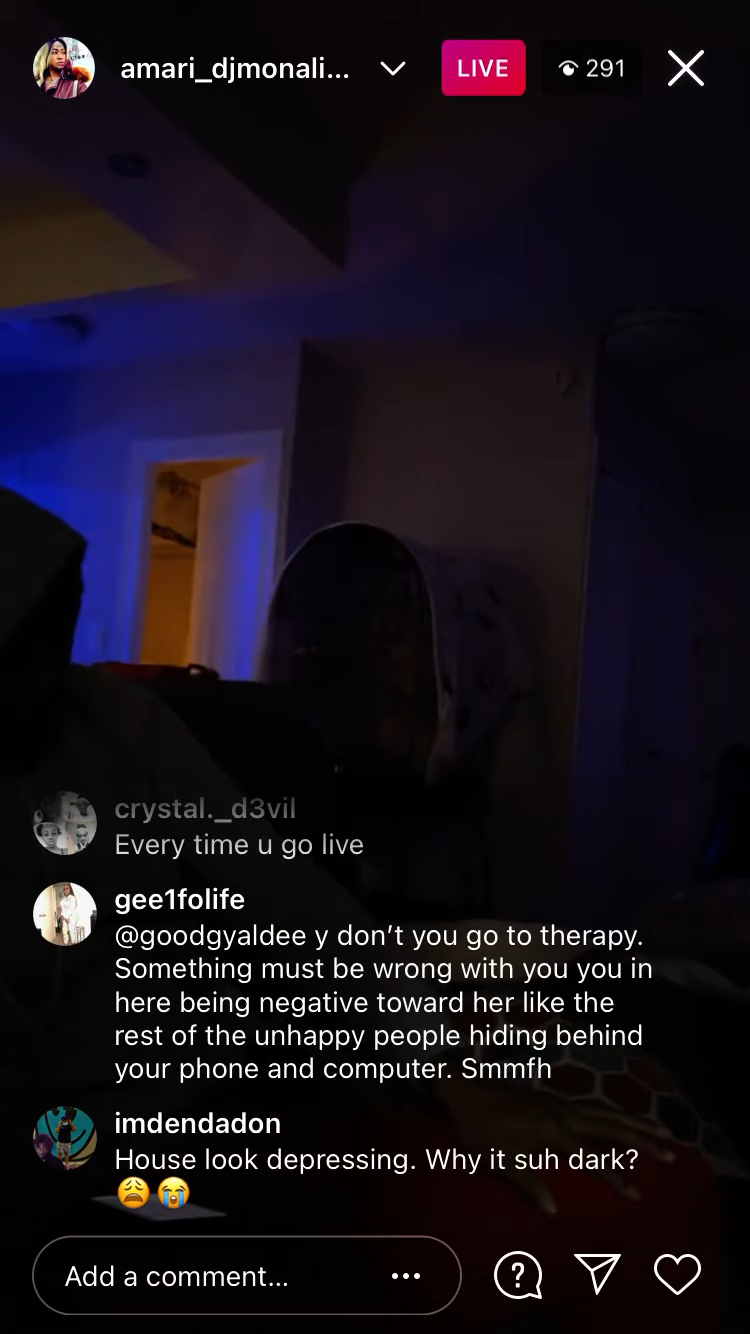 amari_djmonali...
LIVE
291
crystal._d3vil
Every time u go live
gee1folife
@goodgyaldee y don’t you go to therapy.
Something must be wrong with you you in
here being negative toward her like the
rest of the unhappy people hiding behind
your phone and computer. Smmfh
imdendadon
House look depressing. Why it suh dark?
😩😭
Add a comment...